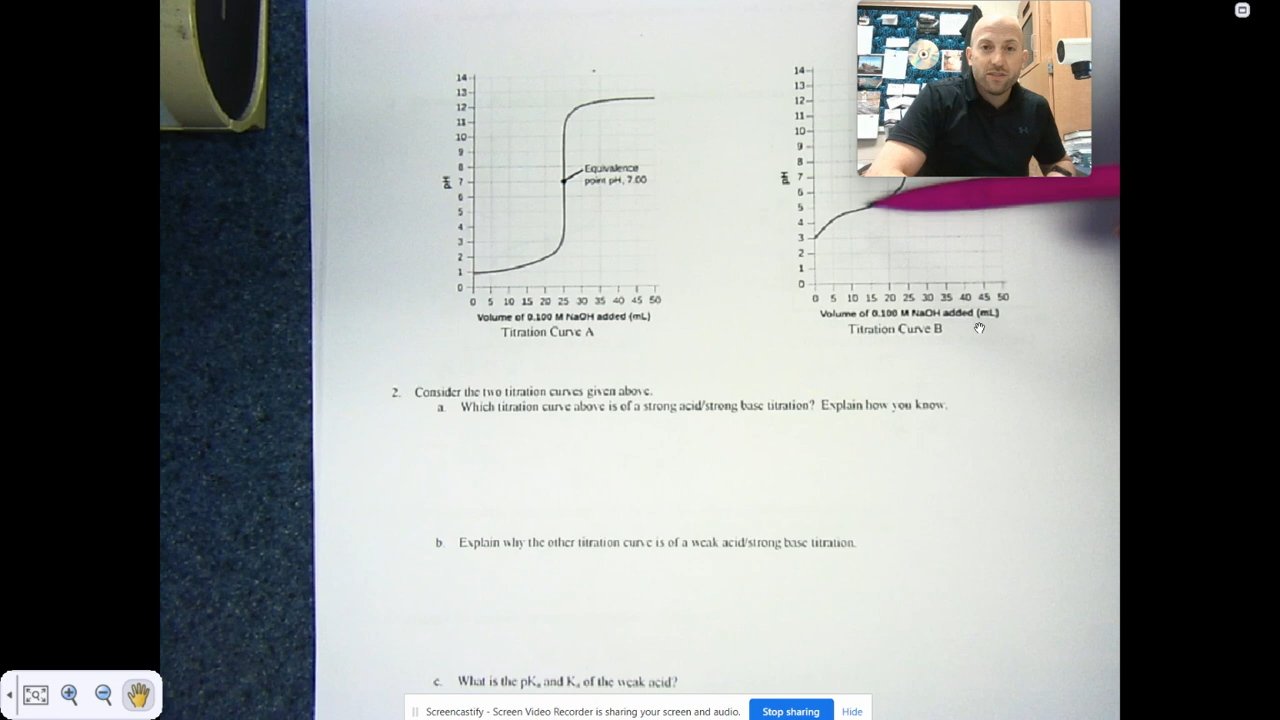 14
13
12
11
10
9
8
7
6
5
4
3
2
1
0
pH
Equivalence
point pH, 7.00
0 5 10 15 20 25 30 35 40 45 50
Volume of 0.100 M NaOH added (mL)
Titration Curve A
14
13
12
11
10
9
8
7
6
5
4
3
2
1
0
pH
0 5 10 15 20 25 30 35 40 45 50
Volume of 0.100 M NaOH added (mL)
Titration Curve B
2. Consider the two titration curves given above.
a. Which titration curve above is of a strong acid/strong base titration? Explain how you know.
b. Explain why the other titration curve is of a weak acid/strong base titration.
c. What is the pKₐ and Kₐ of the weak acid?
Screencastify - Screen Video Recorder is sharing your screen and audio. Stop sharing Hide